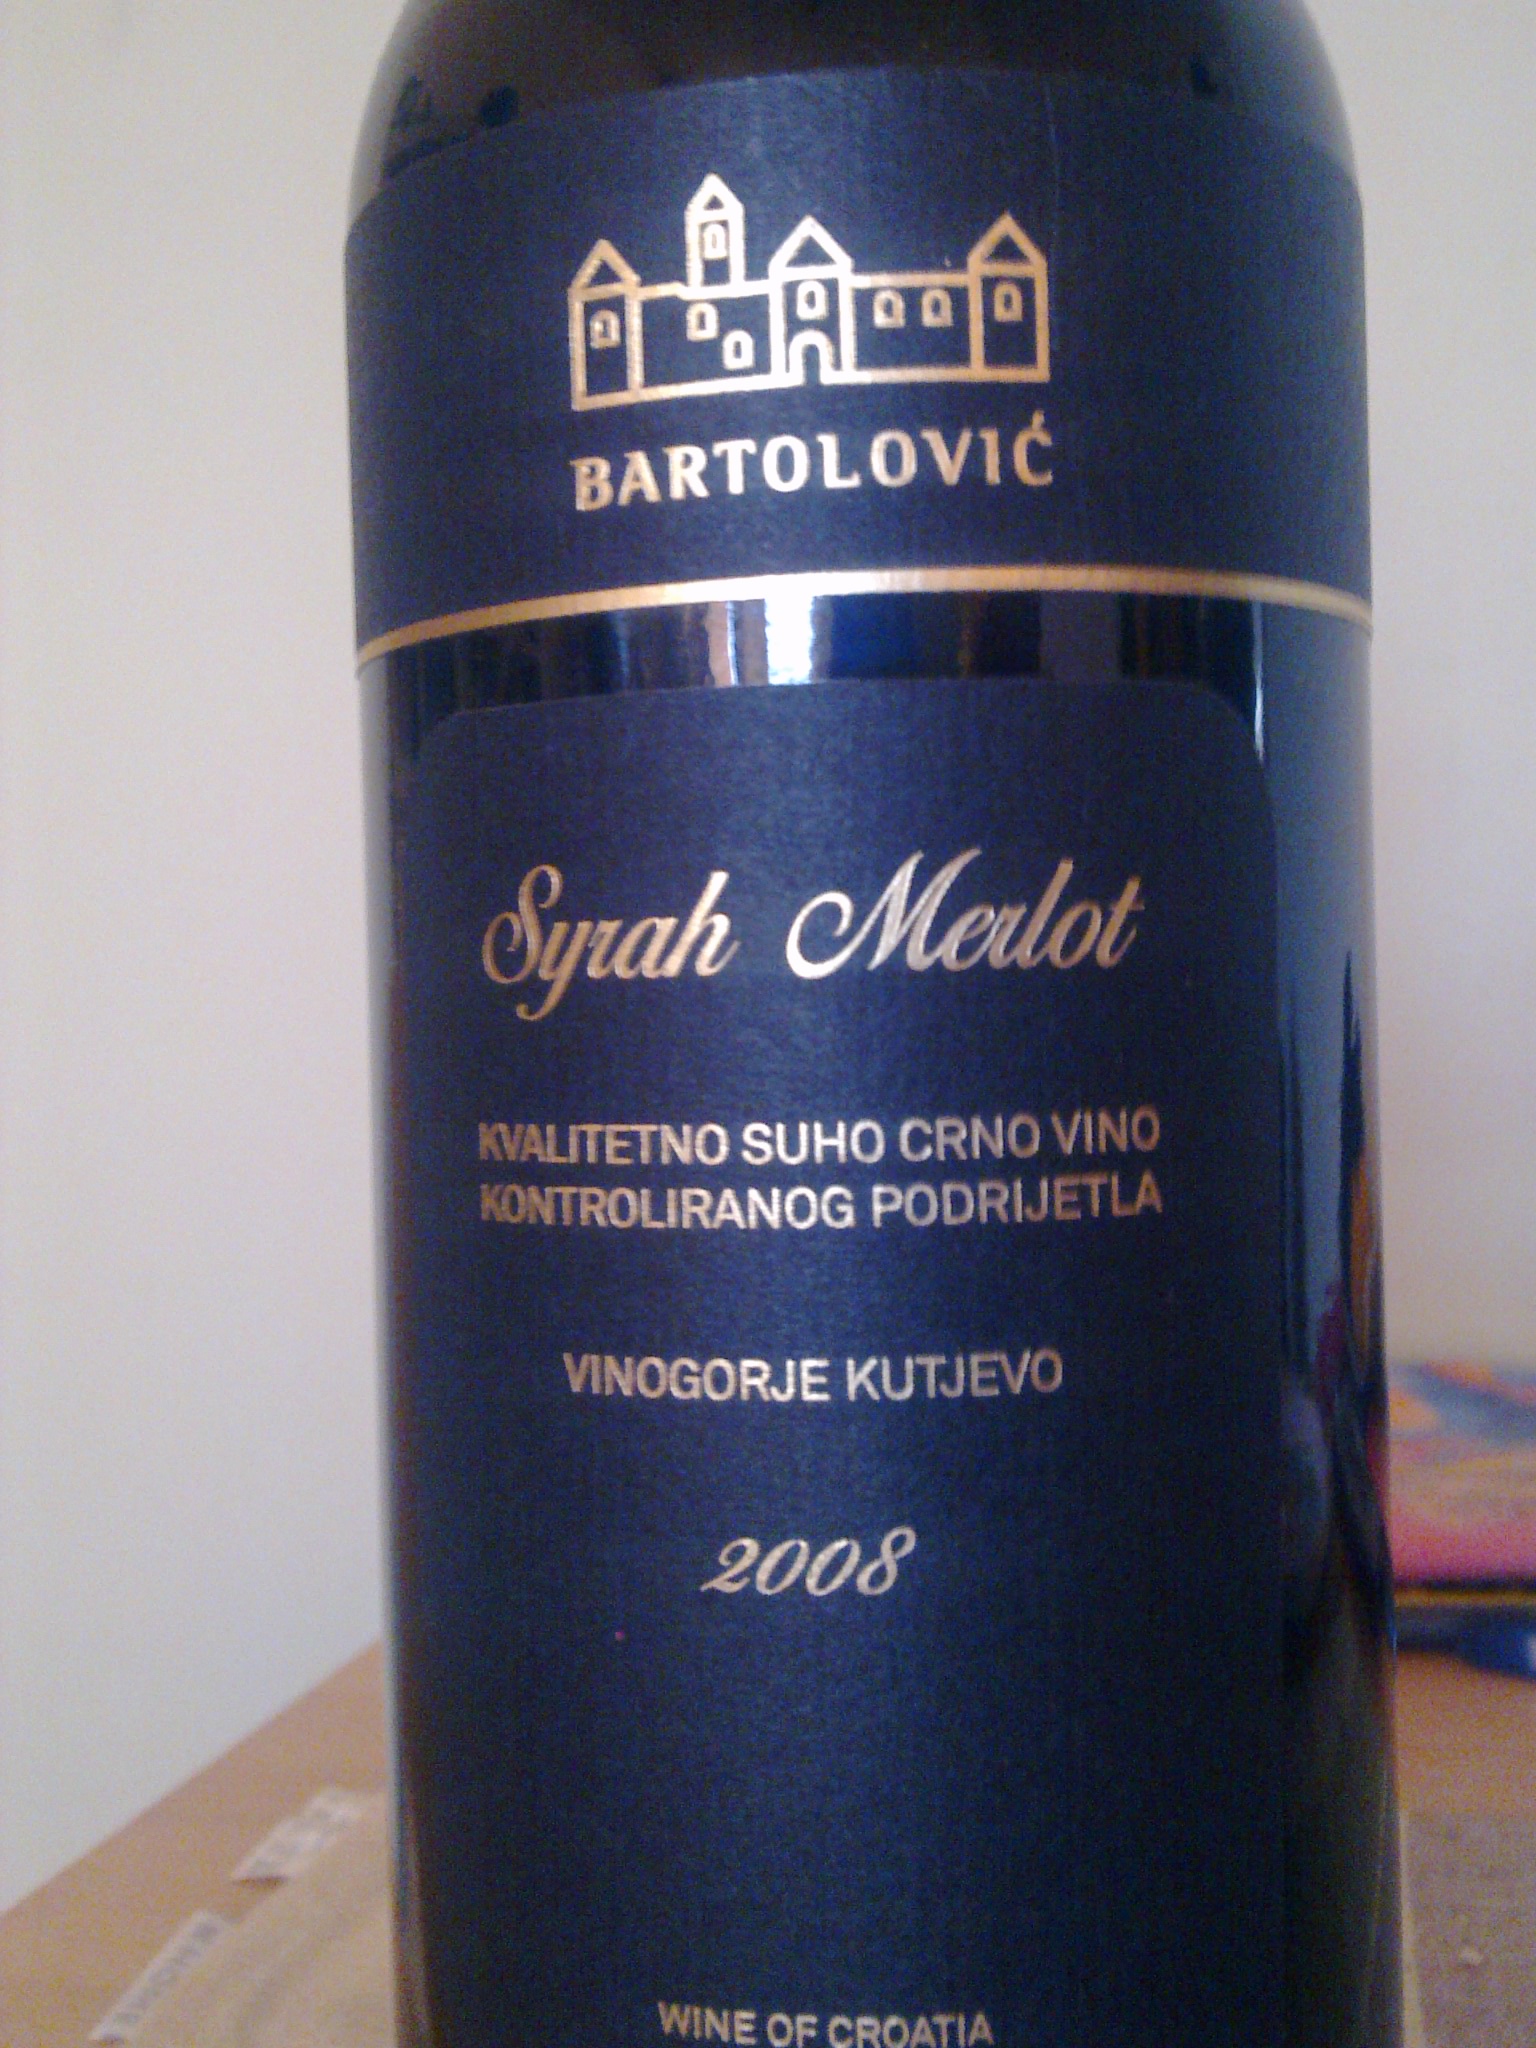 BARTOLOVIĆ
Syrah Merlot
KVALITETNO SUHO CRNO VINO
KONTROLIRANOG PODRIJETLA
VINOGORJE KUTJEVO
2008
WINE OF CROATIA